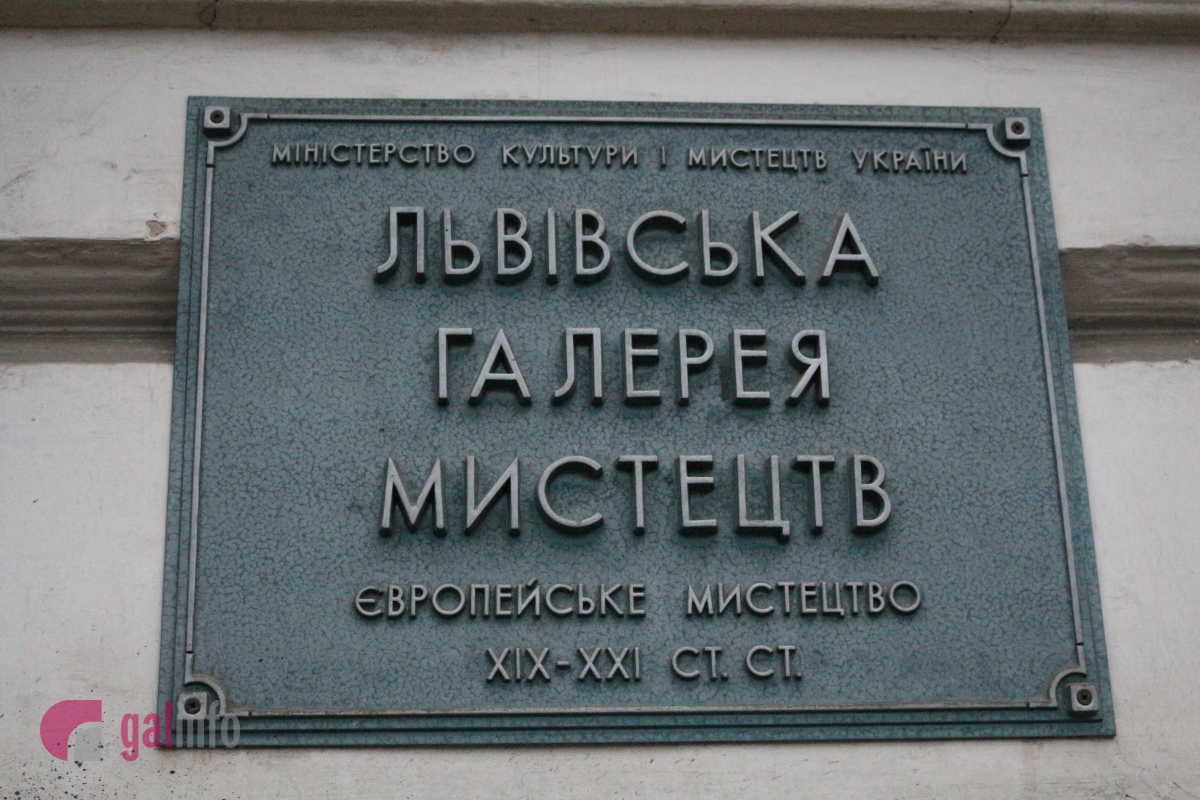 МІНІСТЕРСТВО КУЛЬТУРИ І МИСТЕЦТВ УКРАЇНИ
ЛЬВІВСЬКА
ГАЛЕРЕЯ
МИСТЕЦТВ
ЄВРОПЕЙСЬКЕ МИСТЕЦТВО
XIX-XXI СТ. СТ.
galinfo